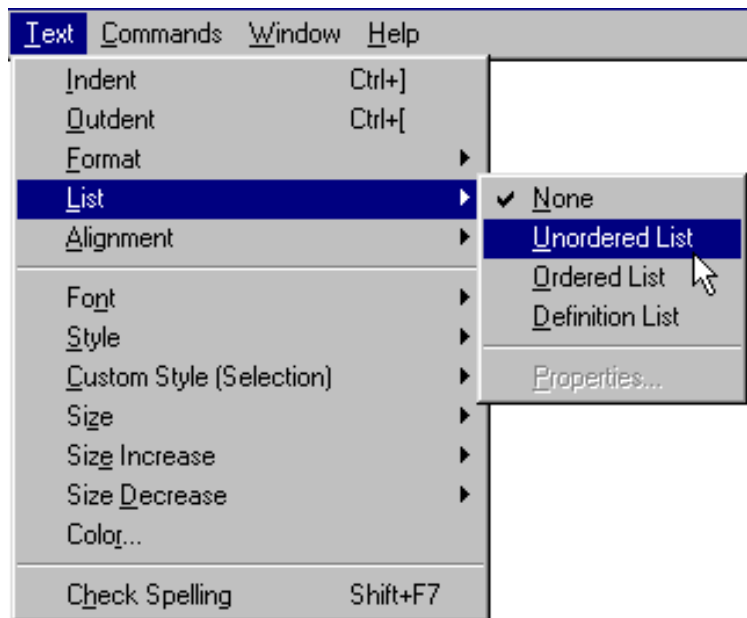 Text Commands Window Help
Indent Ctrl+]
Outdent Ctrl+[
Format
List
Alignment
Font
Style
Custom Style (Selection)
Size
Size Increase
Size Decrease
Color...
Check Spelling Shift+F7
None
Unordered List
Ordered List
Definition List
Properties...